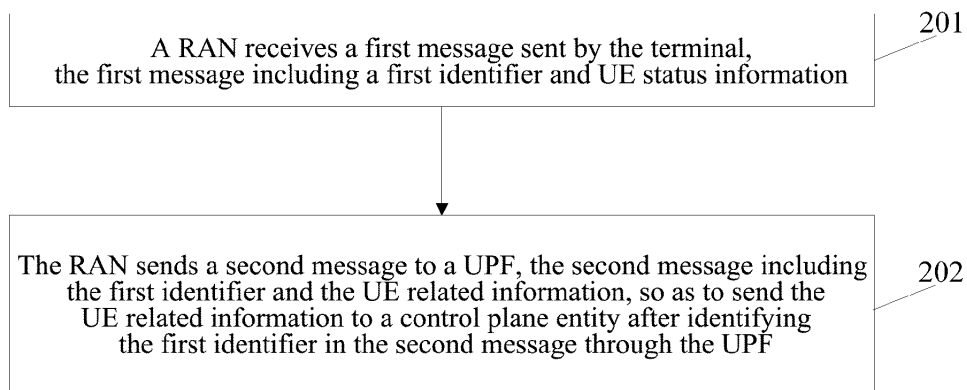 201
A RAN receives a first message sent by the terminal,
the first message including a first identifier and UE status information
The RAN sends a second message to a UPF, the second message including
the first identifier and the UE related information, so as to send the
UE related information to a control plane entity after identifying
the first identifier in the second message through the UPF
202